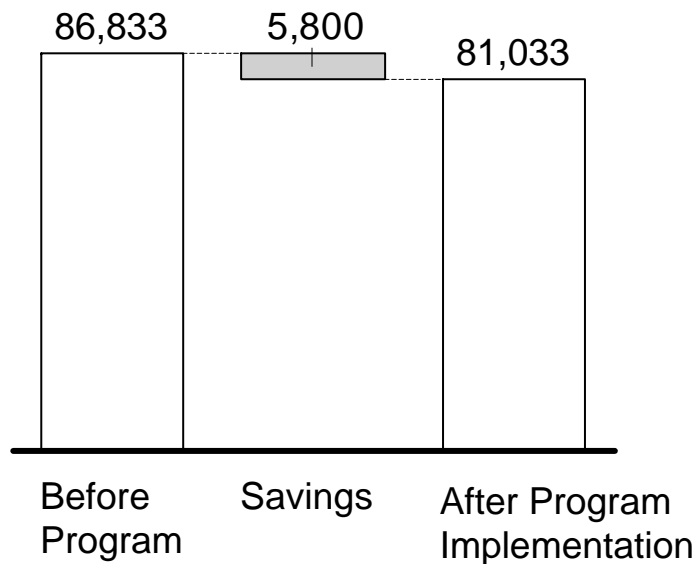 86,833
5,800
81,033
Before
Program
Savings
After Program
Implementation